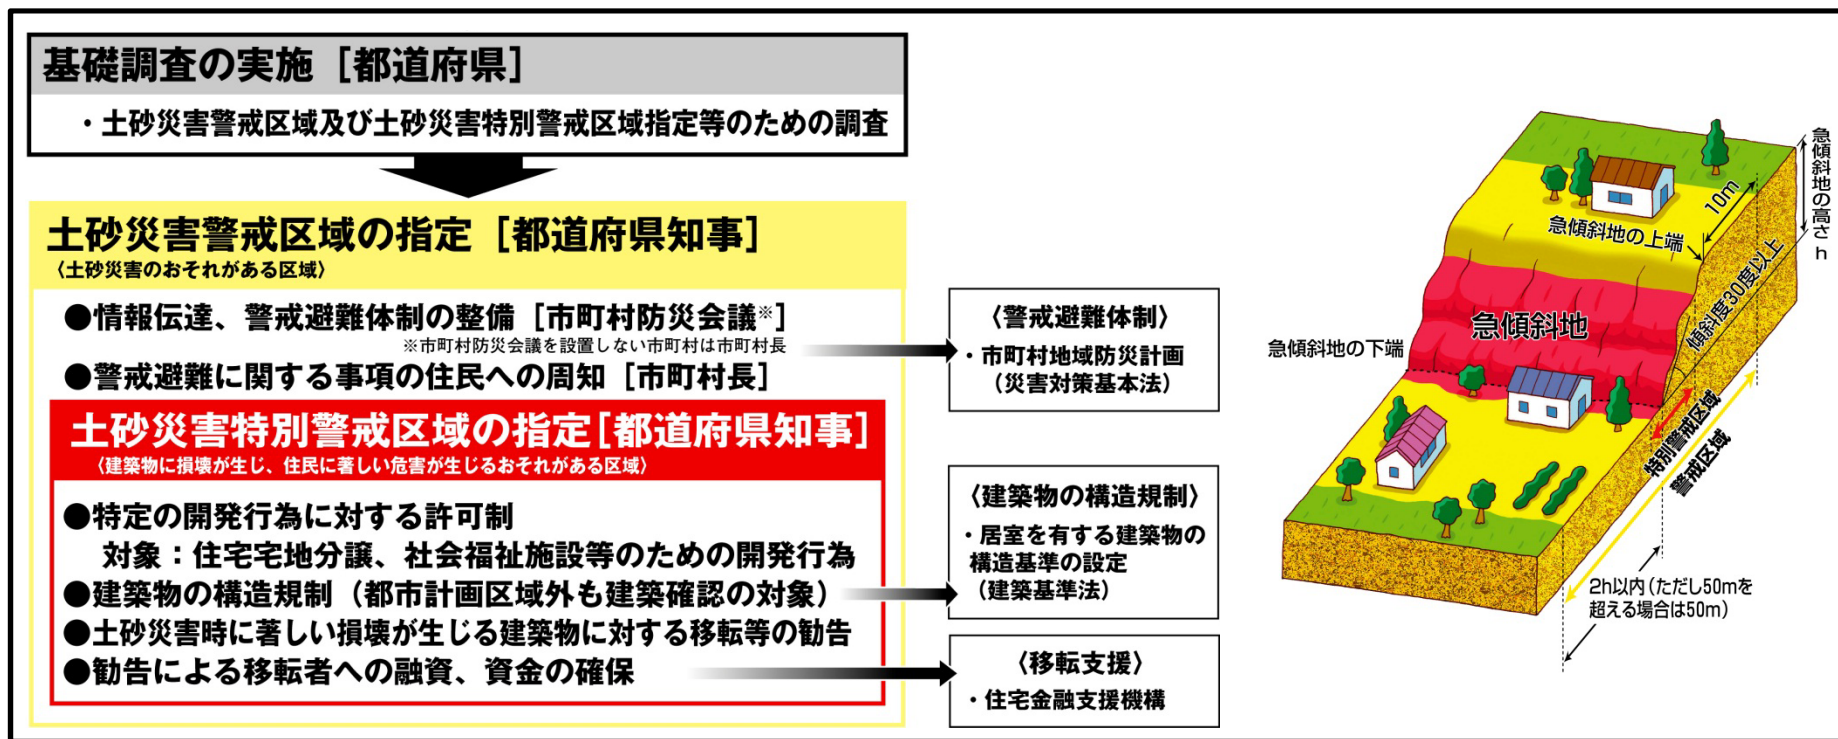 基礎調査の実施［都道府県］
・土砂災害警戒区域及び土砂災害特別警戒区域指定等のための調査
土砂災害警戒区域の指定［都道府県知事］
〈土砂災害のおそれがある区域〉
●情報伝達、警戒避難体制の整備［市町村防災会議※］
※市町村防災会議を設置しない市町村は市町村長
●警戒避難に関する事項の住民への周知［市町村長］
土砂災害特別警戒区域の指定［都道府県知事］
〈建築物に損壊が生じ、住民に著しい危害が生じるおそれがある区域〉
●特定の開発行為に対する許可制
対象：住宅宅地分譲、社会福祉施設等のための開発行為
●建築物の構造規制（都市計画区域外も建築確認の対象）
●土砂災害時に著しい損壊が生じる建築物に対する移転等の勧告
●勧告による移転者への融資、資金の確保
〈警戒避難体制〉
・市町村地域防災計画
（災害対策基本法）
〈建築物の構造規制〉
・居室を有する建築物の
構造基準の設定
（建築基準法）
〈移転支援〉
・住宅金融支援機構
急傾斜地の高さ h
10m
急傾斜地の上端
傾斜度30度以上
急傾斜地
急傾斜地の下端
特別警戒区域
警戒区域
2h以内（ただし50mを
超える場合は50m）